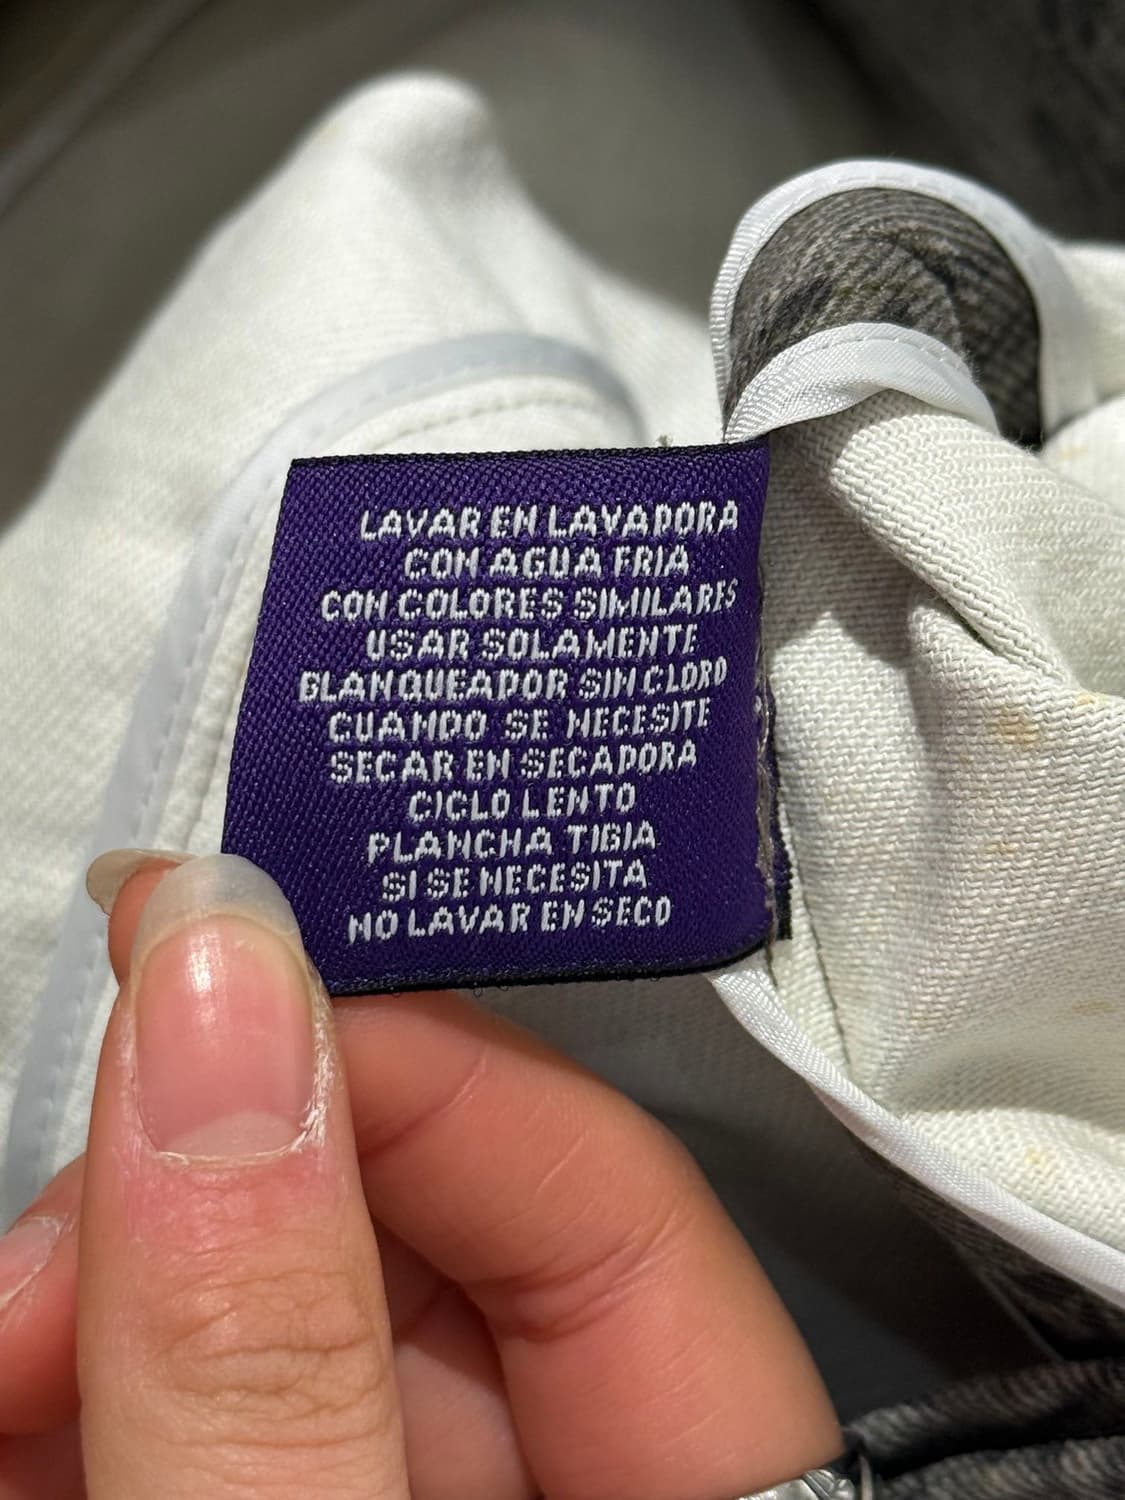 LAVAR EN LAVADORA
CON AGUA FRIA
CON COLORES SIMILARES
USAR SOLAMENTE
BLANQUEADOR SIN CLORO
CUANDO SE NECESITE
SECAR EN SECADORA
CICLO LENTO
PLANCHA TIBIA
SI SE NECESITA
NO LAVAR EN SECO